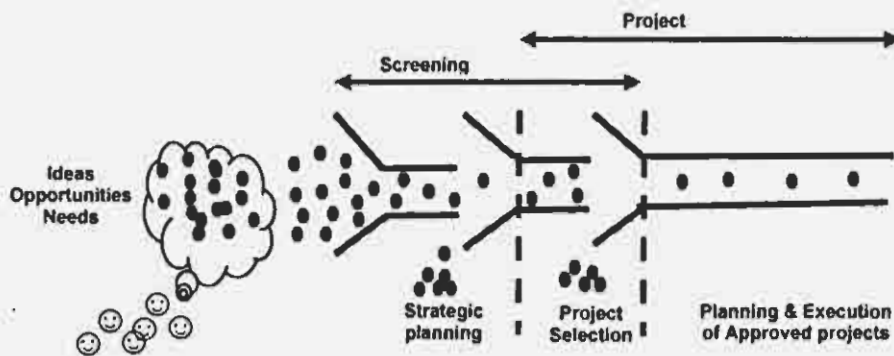 Project
Screening
Ideas
Opportunities
Needs
Strategic
planning
Project
Selection
Planning & Execution
of Approved projects